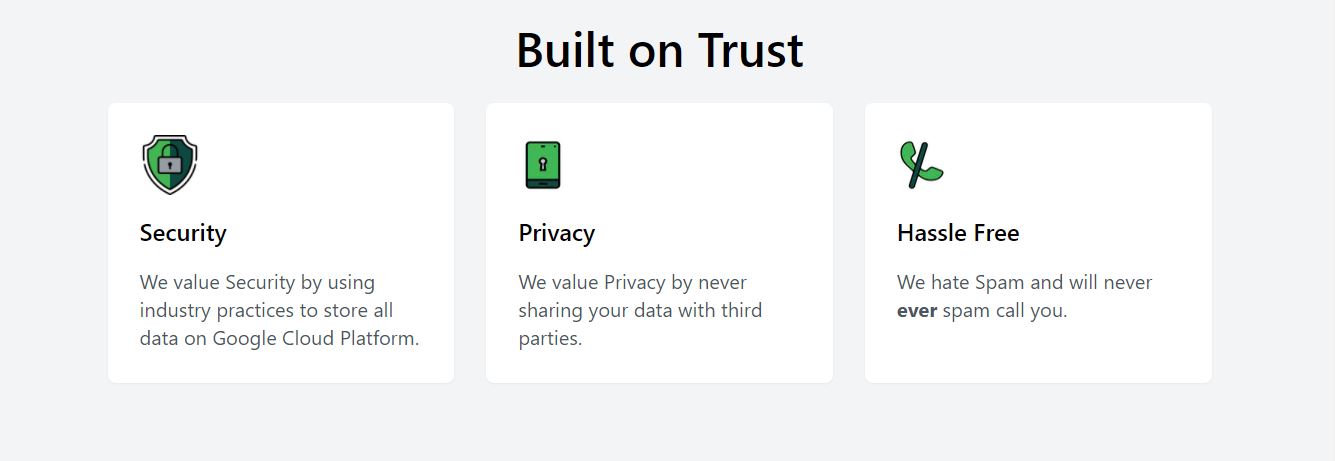 Built on Trust
Security
We value Security by using
industry practices to store all
data on Google Cloud Platform.
Privacy
We value Privacy by never
sharing your data with third
parties.
Hassle Free
We hate Spam and will never
ever spam call you.